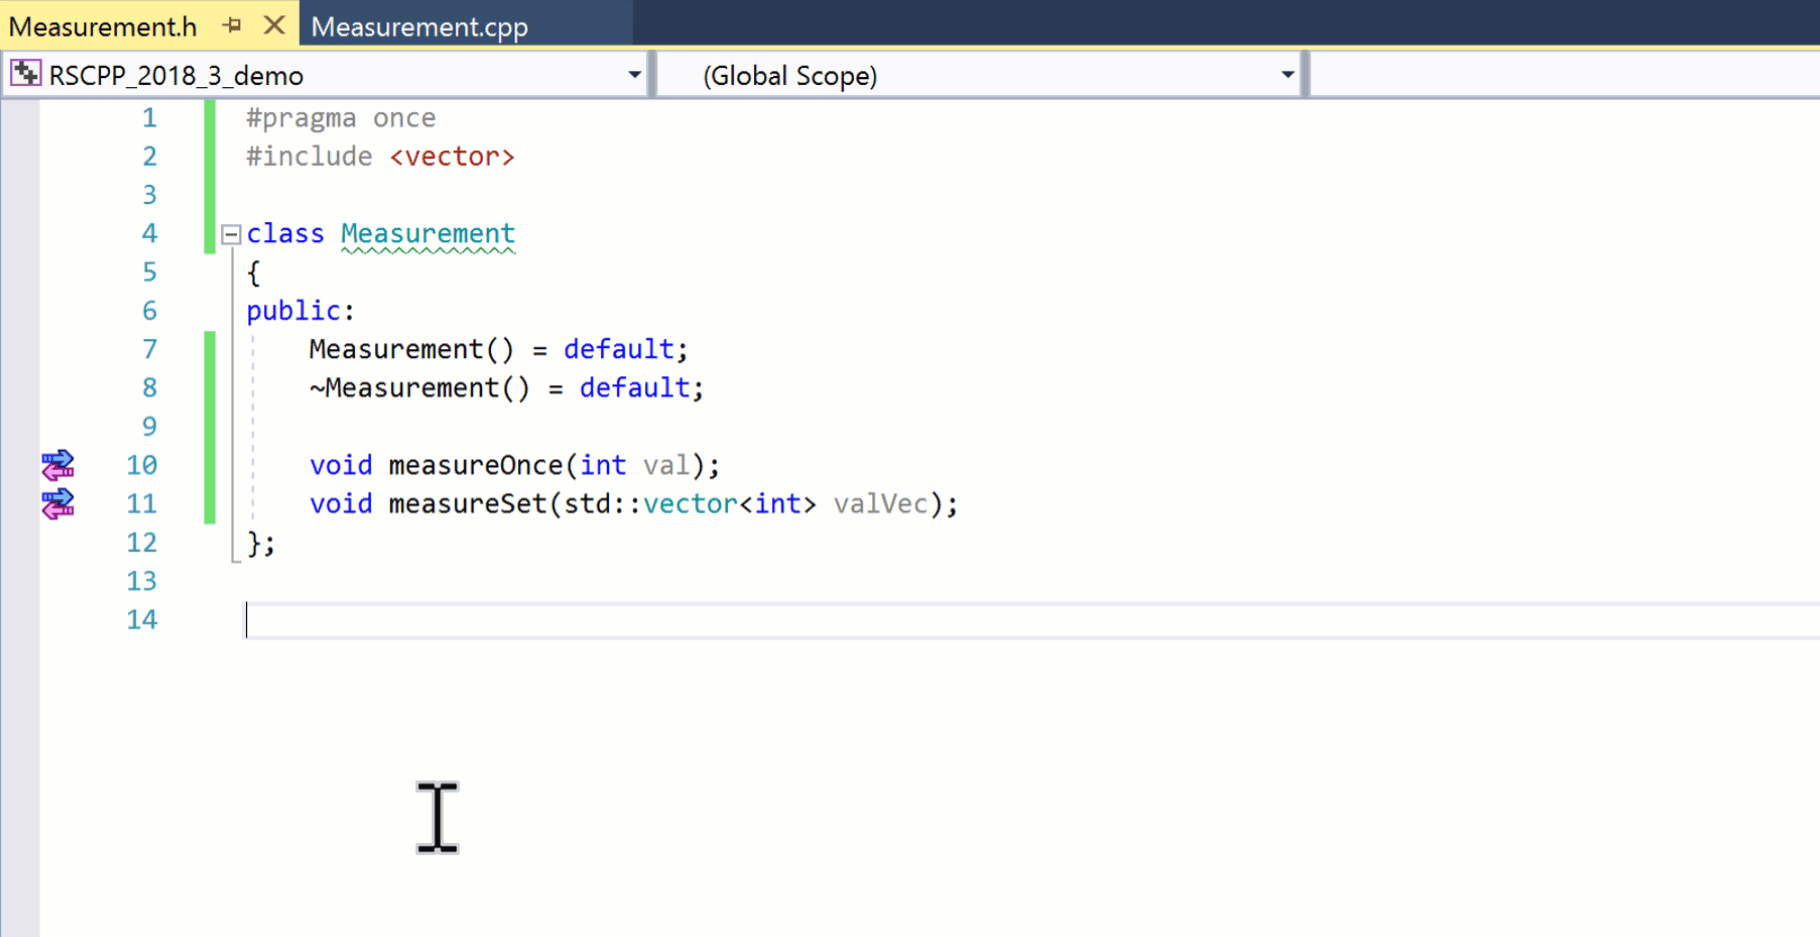 Measurement.h Measurement.cpp
RSCPP_2018_3_demo (Global Scope)
1 #pragma once
2 #include <vector>
3
4 class Measurement
5 {
6 public:
7 Measurement() = default;
8 ~Measurement() = default;
9
10 void measureOnce(int val);
11 void measureSet(std::vector<int> valVec);
12 };
13
14